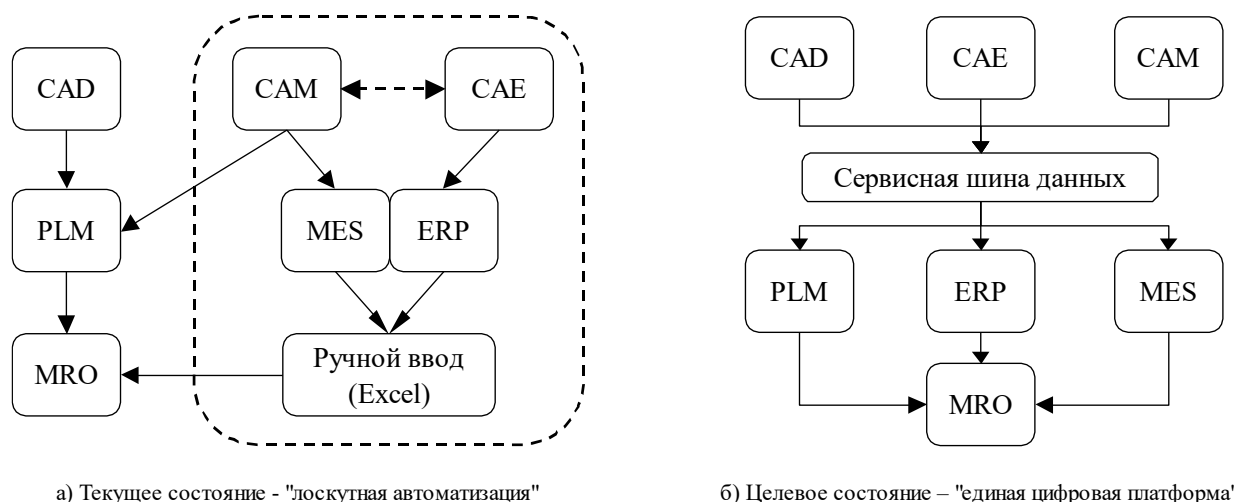 CAD
CAM
CAE
PLM
MES
ERP
MRO
Ручной ввод
(Excel)
а) Текущее состояние - "лоскутная автоматизация"
CAD
CAE
CAM
Сервисная шина данных
PLM
ERP
MES
MRO
б) Целевое состояние – "единая цифровая платформа"